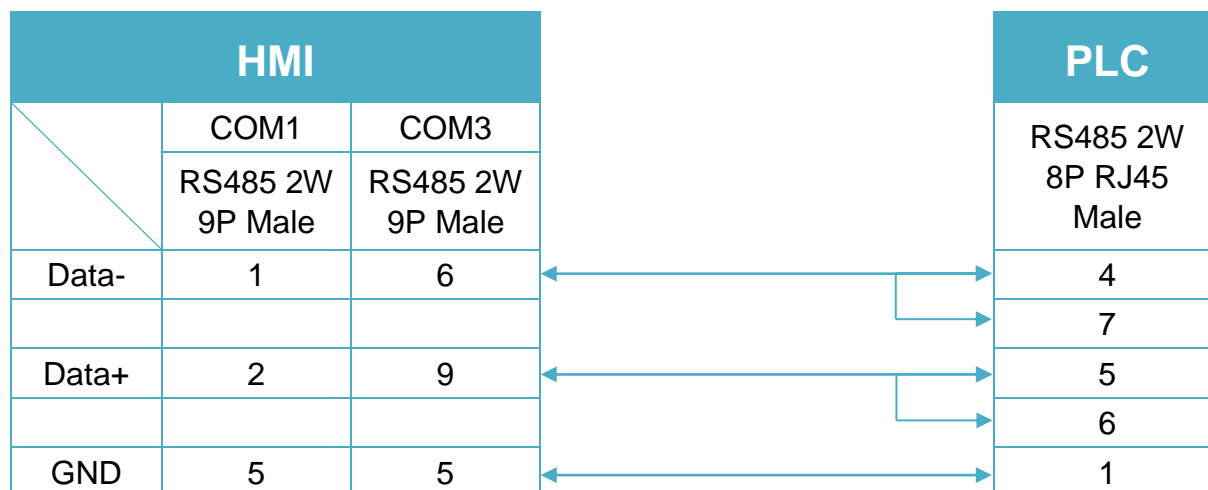 HMI PLC
COM1 COM3
RS485 2W
9P Male
RS485 2W
9P Male
RS485 2W
8P RJ45
Male
Data- 1 6 4
7
Data+ 2 9 5
6
GND 5 5 1